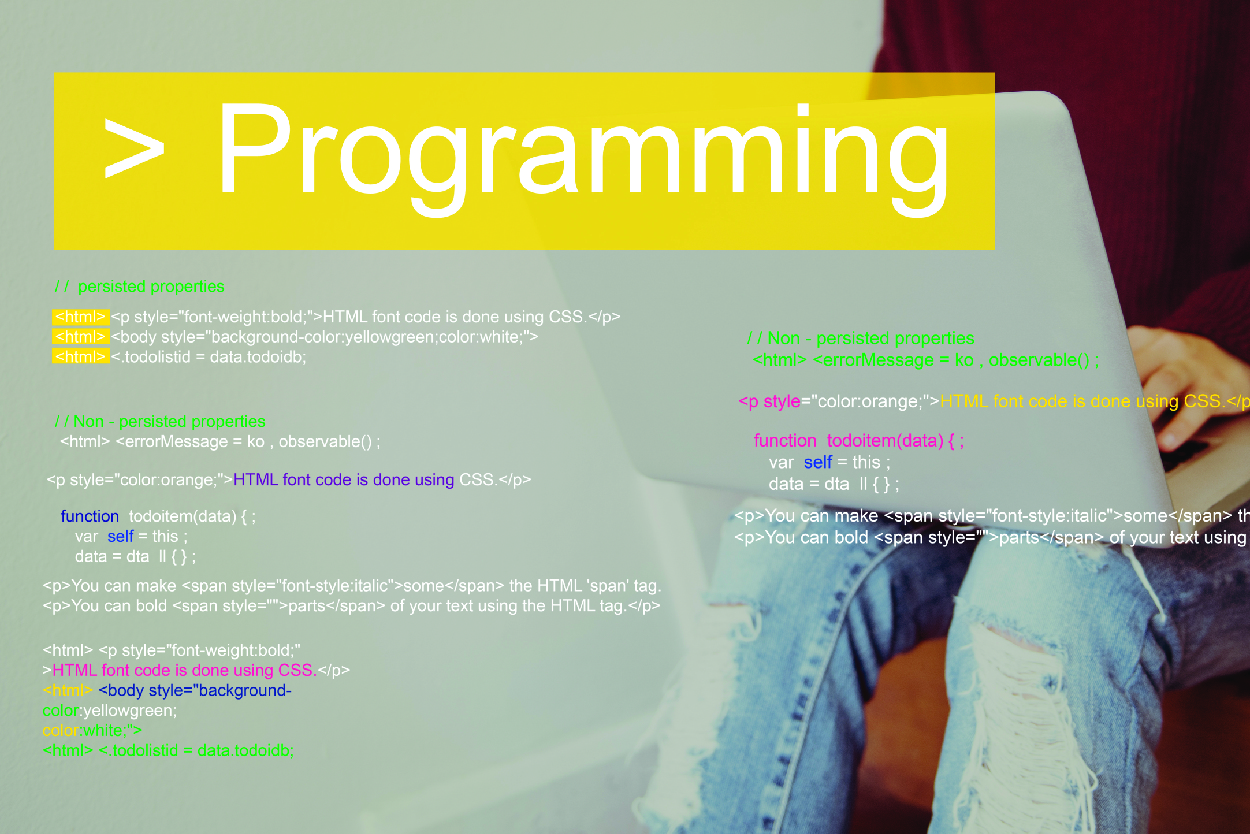 > Programming
/ /  persisted properties
<html> <p style="font-weight:bold;">HTML font code is done using CSS.</p>
<html> <body style="background-color:yellowgreen;color:white;">
<html> <.todolistid = data.todoidb;
/ / Non - persisted properties
<html> <errorMessage = ko , observable() ;
<p style="color:orange;">HTML font code is done using CSS.</p>
function  todoitem(data) { ;
var  self = this ;
data = dta  ll { } ;
<p>You can make <span style="font-style:italic">some</span> the HTML 'span' tag.
<p>You can bold <span style="">parts</span> of your text using the HTML tag.</p>
<html> <p style="font-weight:bold;"
>HTML font code is done using CSS.</p>
<html> <body style="background-
color:yellowgreen;
color:white;">
<html> <.todolistid = data.todoidb;
/ / Non - persisted properties
<html> <errorMessage = ko , observable() ;
<p style="color:orange;">HTML font code is done using CSS.</p
function  todoitem(data) { ;
var  self = this ;
data = dta  ll { } ;
<p>You can make <span style="font-style:italic">some</span> th
<p>You can bold <span style="">parts</span> of your text using